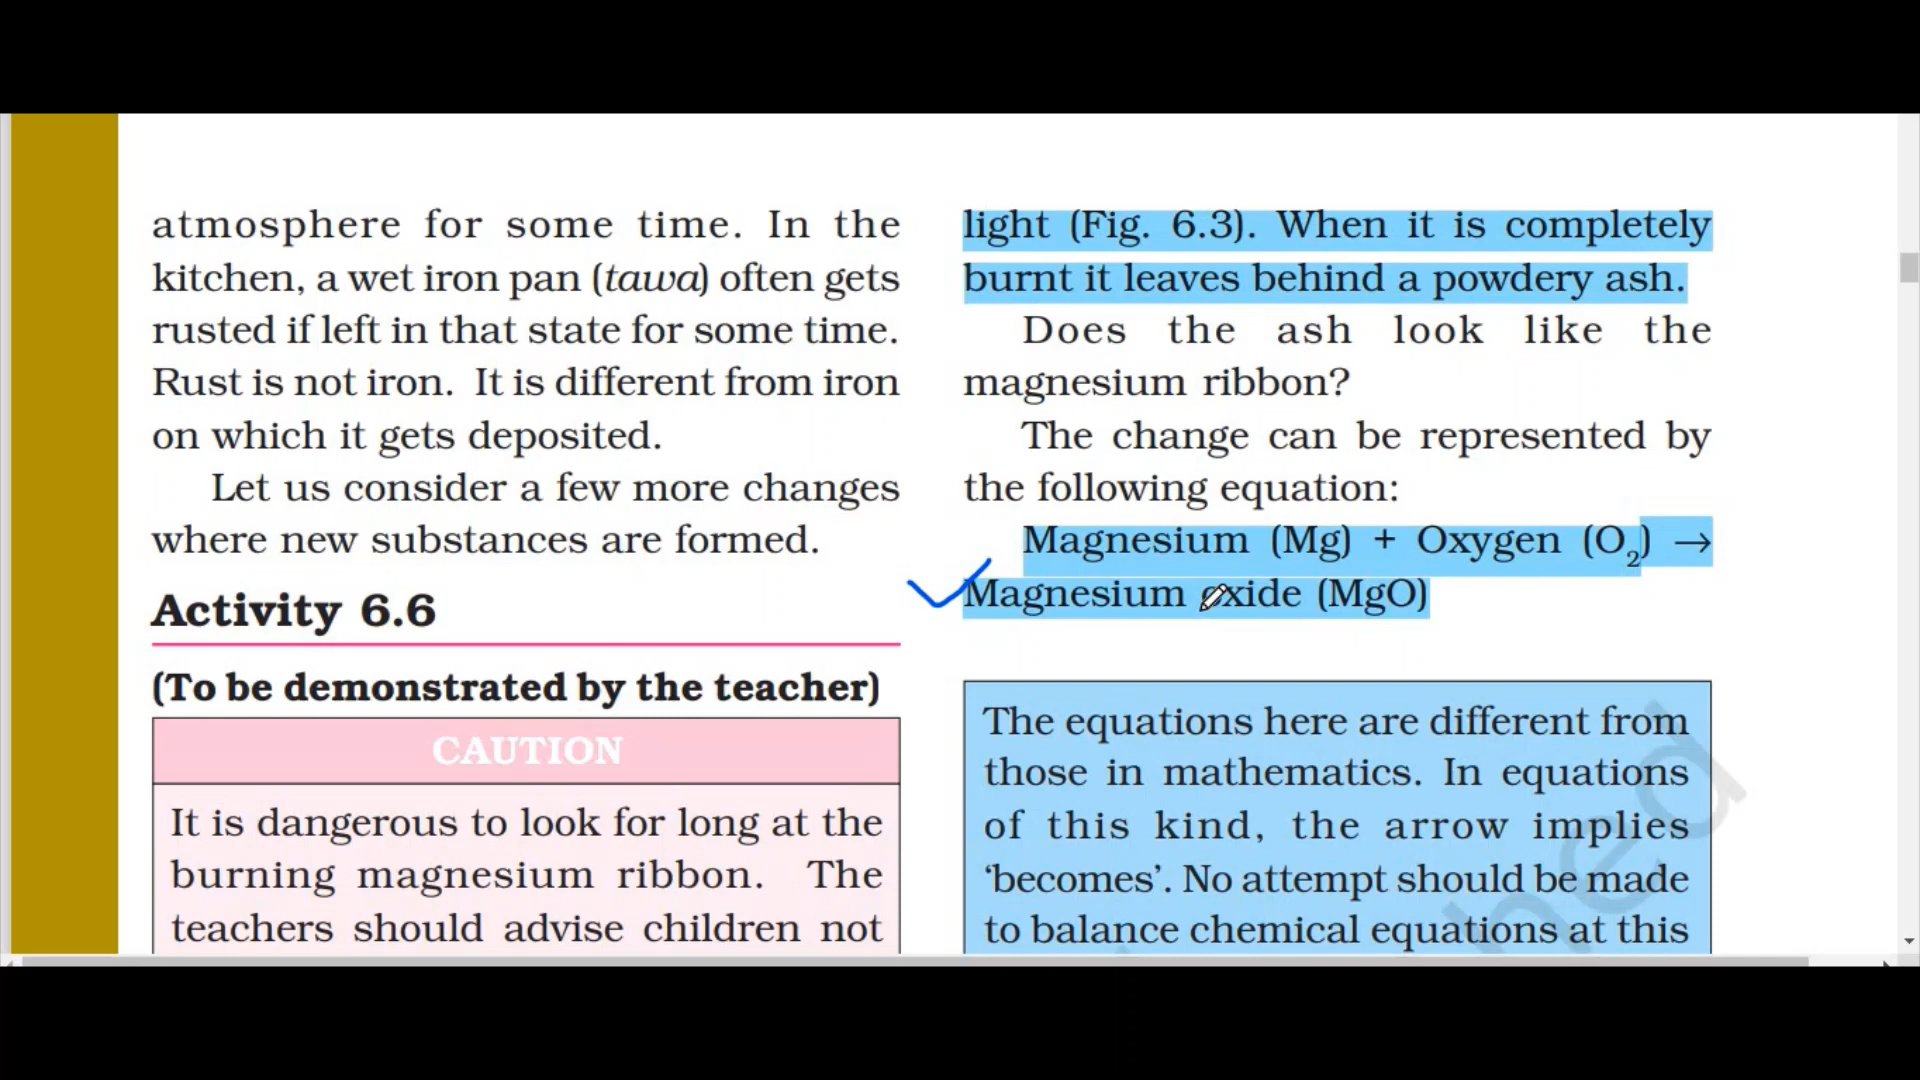 atmosphere for some time. In the
kitchen, a wet iron pan (tawa) often gets
rusted if left in that state for some time.
Rust is not iron. It is different from iron
on which it gets deposited.
Let us consider a few more changes
where new substances are formed.
Activity 6.6
(To be demonstrated by the teacher)
CAUTION
It is dangerous to look for long at the
burning magnesium ribbon. The
teachers should advise children not
light (Fig. 6.3). When it is completely
burnt it leaves behind a powdery ash.
Does the ash look like the
magnesium ribbon?
The change can be represented by
the following equation:
Magnesium (Mg) + Oxygen (O₂) →
Magnesium oxide (MgO)
The equations here are different from
those in mathematics. In equations
of this kind, the arrow implies
‘becomes’. No attempt should be made
to balance chemical equations at this